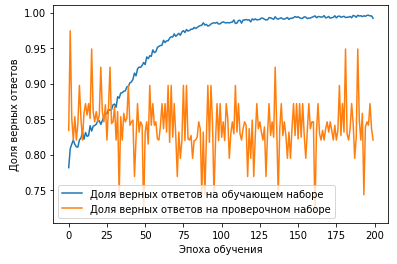 1.00
0.95
0.90
0.85
0.80
0.75
Доля верных ответов
Доля верных ответов на обучающем наборе
Доля верных ответов на проверочном наборе
0 25 50 75 100 125 150 175 200
Эпоха обучения